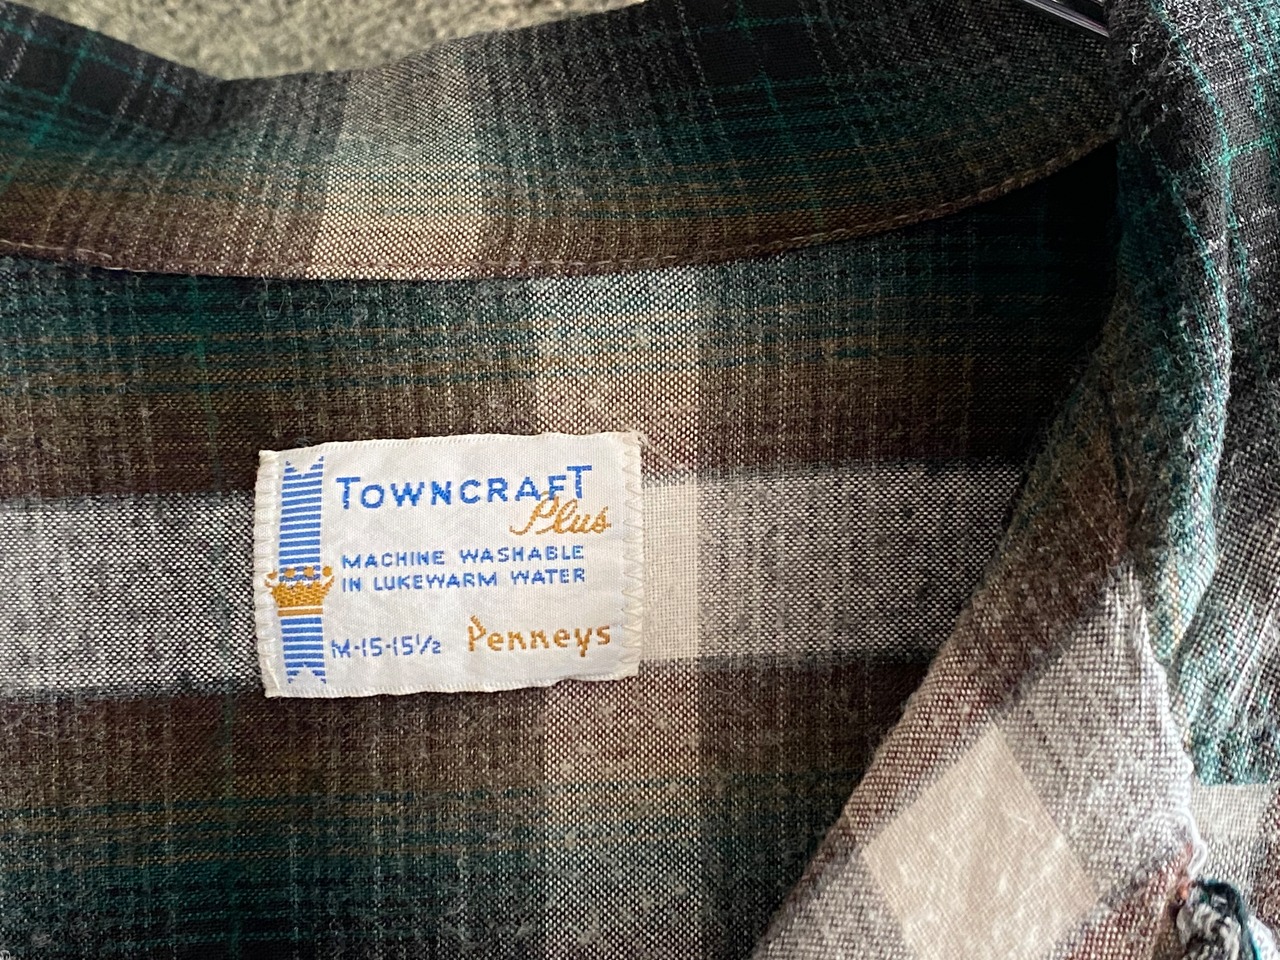 TOWNCRAFT
Plus
MACHINE WASHABLE
IN LUKEWARM WATER
M-15-15½ Penneys